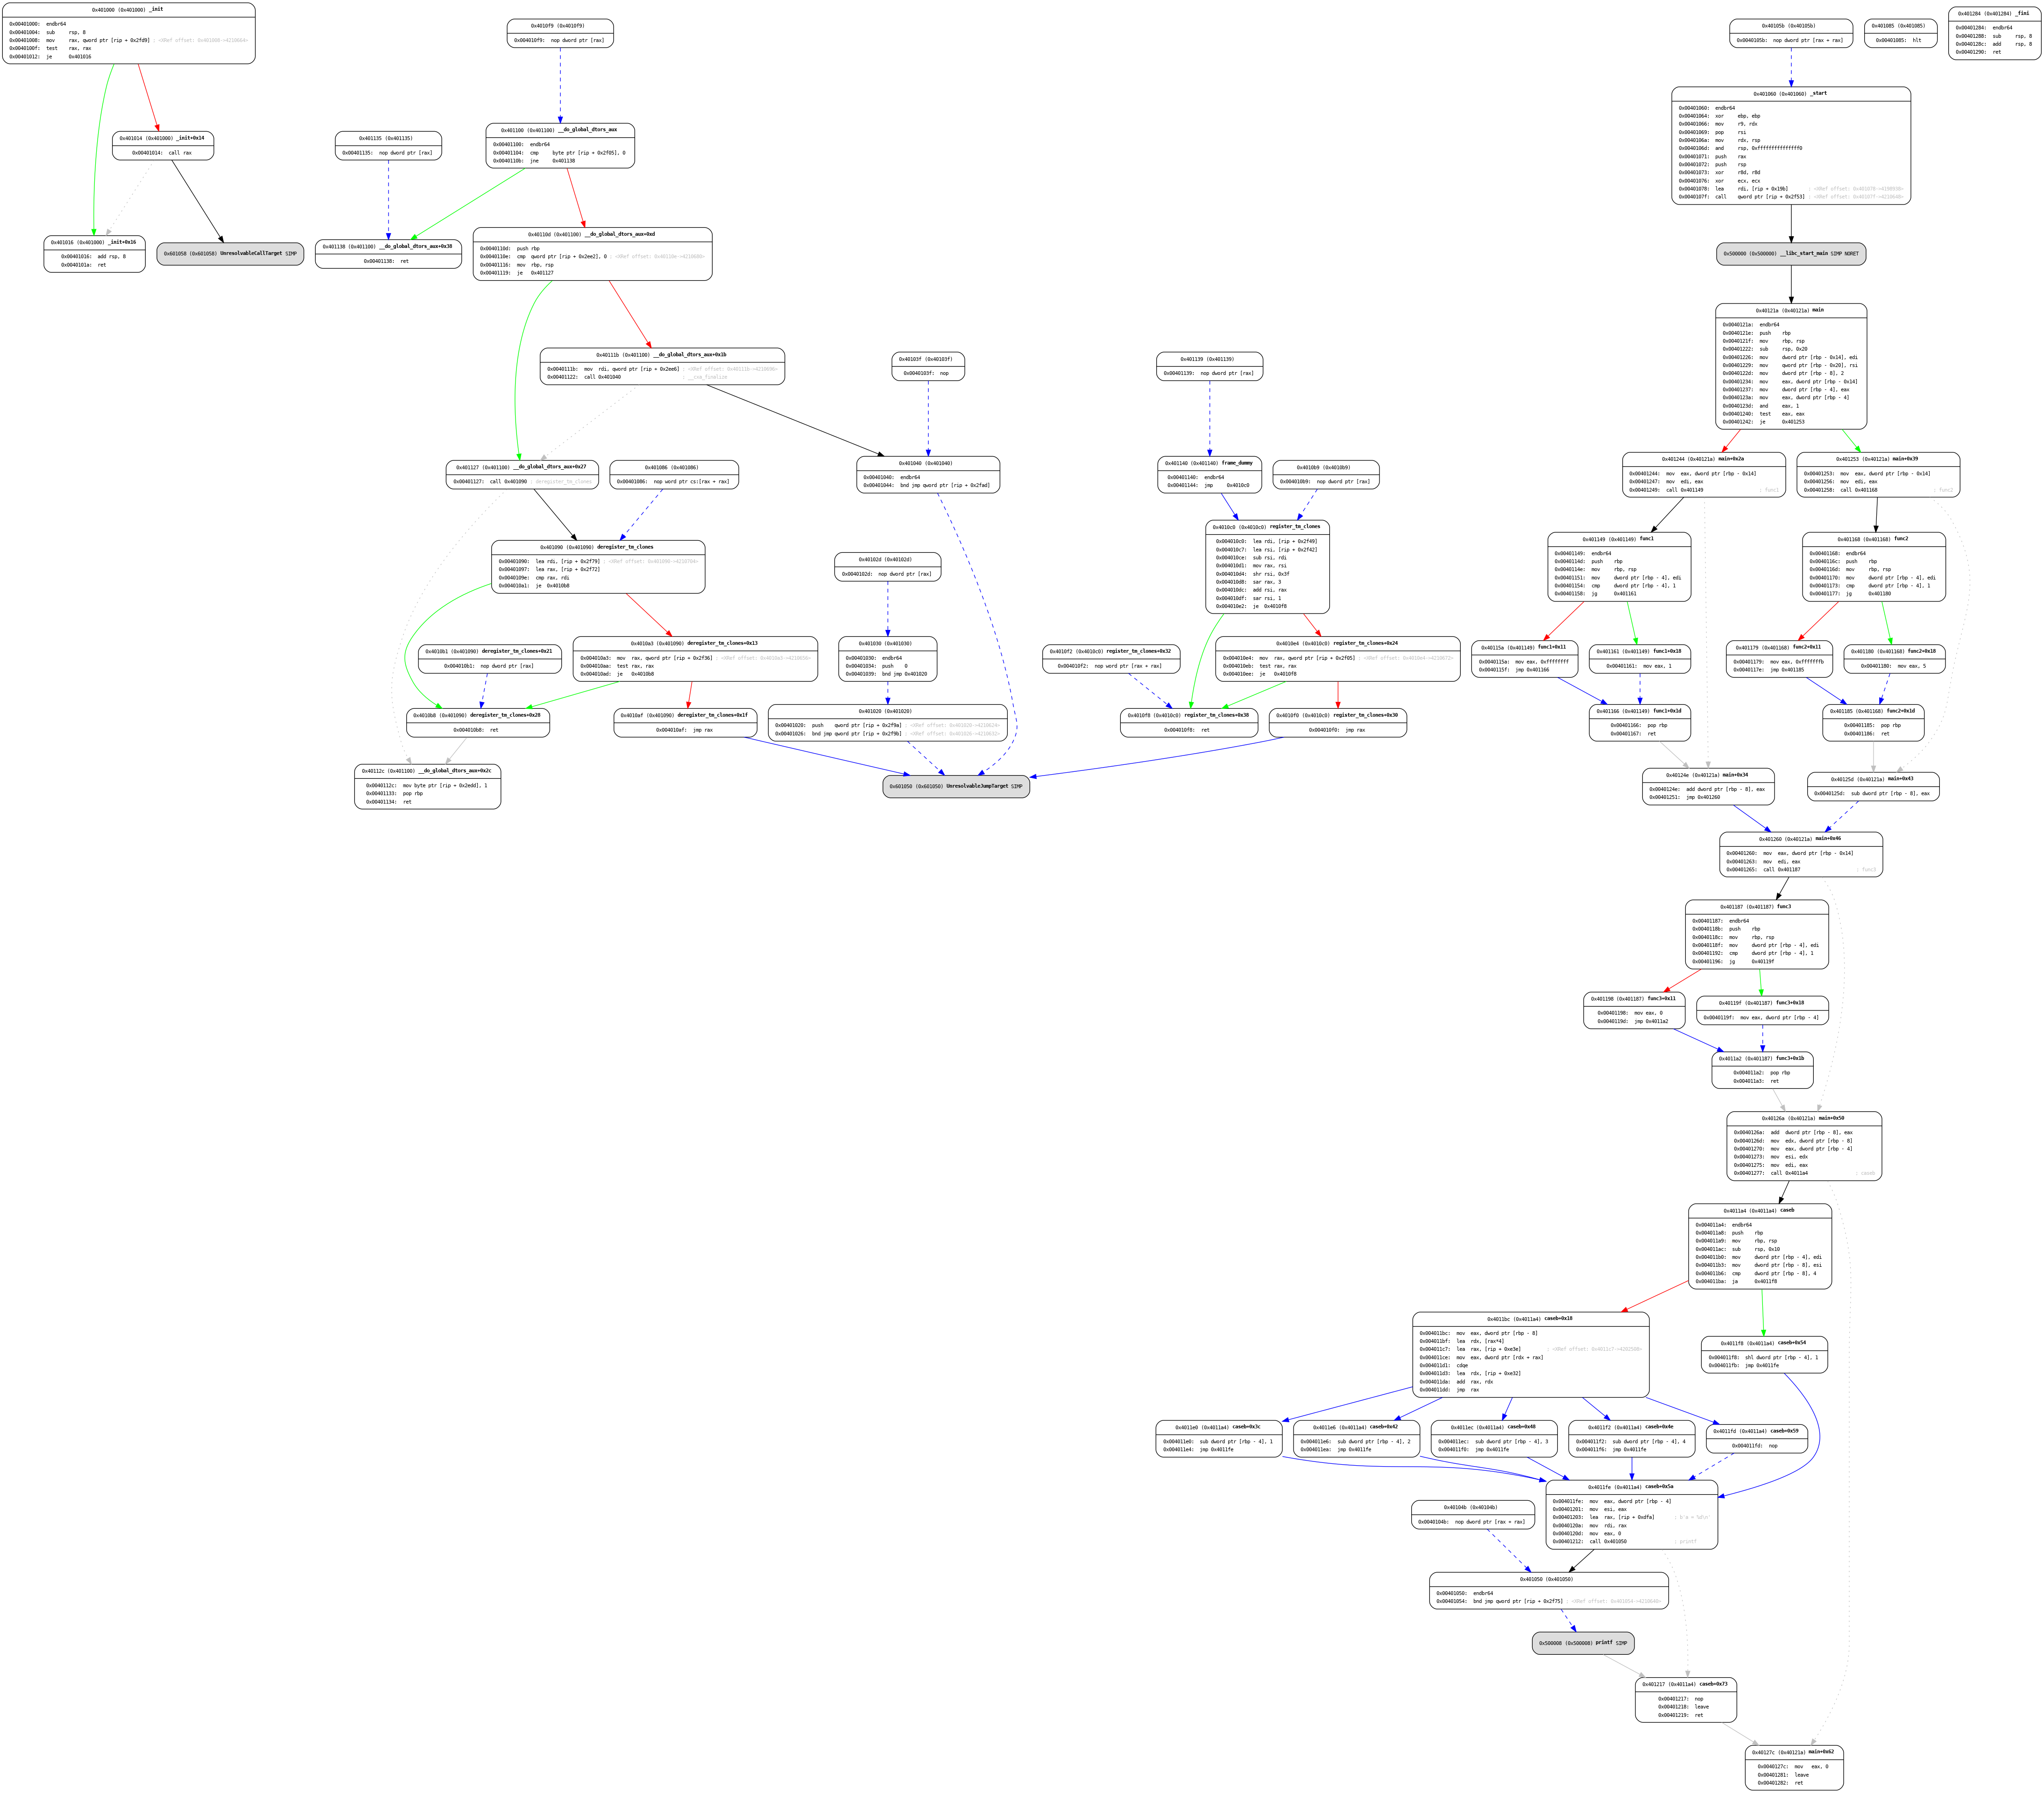 0x401000 (0x401000) _init
0x00401000: endbr64
0x00401004: sub rsp, 8
0x00401008: mov rax, qword ptr [rip + 0x2fd9]
0x0040100f: test rax, rax
0x00401012: je 0x401016
0x401014 (0x401000) _init+0x14
0x00401014: call rax
0x401016 (0x401000) _init+0x16
0x00401016: add rsp, 8
0x0040101a: ret
0x601058 (0x601058) UnresolvableCallTarget SIMP
0x4010f9 (0x4010f9)
0x004010f9: nop dword ptr [rax]
0x401135 (0x401135)
0x00401135: nop dword ptr [rax]
0x401100 (0x401100) __do_global_dtors_aux
0x00401100: endbr64
0x00401104: cmp byte ptr [rip + 0x2f05], 0
0x0040110b: jne 0x401138
0x401138 (0x401100) __do_global_dtors_aux+0x38
0x00401138: ret
0x40110d (0x401100) __do_global_dtors_aux+0xd
0x0040110d: push rbp
0x0040110e: cmp qword ptr [rip + 0x2ee2], 0
0x00401116: mov rbp, rsp
0x00401119: je 0x401127
0x40111b (0x401100) __do_global_dtors_aux+0x1b
0x0040111b: mov rdi, qword ptr [rip + 0x2ee6]
0x00401122: call 0x401040 ; __cxa_finalize
0x40103f (0x40103f)
0x0040103f: nop
0x401127 (0x401100) __do_global_dtors_aux+0x27
0x00401127: call 0x401090 ; deregister_tm_clones
0x401086 (0x401086)
0x00401086: nop word ptr cs:[rax + rax]
0x401040 (0x401040)
0x00401040: endbr64
0x00401044: bnd jmp qword ptr [rip + 0x2fad]
0x401090 (0x401090) deregister_tm_clones
0x00401090: lea rdi, [rip + 0x2f79]
0x00401097: lea rax, [rip + 0x2f72]
0x0040109e: cmp rax, rdi
0x004010a1: je 0x4010b8
0x40102d (0x40102d)
0x0040102d: nop dword ptr [rax]
0x4010b1 (0x401090) deregister_tm_clones+0x21
0x004010b1: nop dword ptr [rax]
0x4010a3 (0x401090) deregister_tm_clones+0x13
0x004010a3: mov rax, qword ptr [rip + 0x2f36]
0x004010aa: test rax, rax
0x004010ad: je 0x4010b8
0x401030 (0x401030)
0x00401030: endbr64
0x00401034: push 0
0x00401039: bnd jmp 0x401020
0x4010b8 (0x401090) deregister_tm_clones+0x28
0x004010b8: ret
0x4010af (0x401090) deregister_tm_clones+0x1f
0x004010af: jmp rax
0x401020 (0x401020)
0x00401020: push qword ptr [rip + 0x2f9a]
0x00401026: bnd jmp qword ptr [rip + 0x2f9b]
0x40112c (0x401100) __do_global_dtors_aux+0x2c
0x0040112c: mov byte ptr [rip + 0x2edd], 1
0x00401133: pop rbp
0x00401134: ret
0x601050 (0x601050) UnresolvableJumpTarget SIMP
0x401139 (0x401139)
0x00401139: nop dword ptr [rax]
0x401140 (0x401140) frame_dummy
0x00401140: endbr64
0x00401144: jmp 0x4010c0
0x4010b9 (0x4010b9)
0x004010b9: nop dword ptr [rax]
0x4010c0 (0x4010c0) register_tm_clones
0x004010c0: lea rdi, [rip + 0x2f49]
0x004010c7: lea rsi, [rip + 0x2f42]
0x004010ce: sub rsi, rdi
0x004010d1: mov rax, rsi
0x004010d4: shr rsi, 0x3f
0x004010d8: sar rax, 3
0x004010dc: add rsi, rax
0x004010df: sar rsi, 1
0x004010e2: je 0x4010f8
0x4010f2 (0x4010c0) register_tm_clones+0x32
0x004010f2: nop word ptr [rax + rax]
0x4010e4 (0x4010c0) register_tm_clones+0x24
0x004010e4: mov rax, qword ptr [rip + 0x2f05]
0x004010eb: test rax, rax
0x004010ee: je 0x4010f8
0x4010f8 (0x4010c0) register_tm_clones+0x38
0x004010f8: ret
0x4010f0 (0x4010c0) register_tm_clones+0x30
0x004010f0: jmp rax
0x40105b (0x40105b)
0x0040105b: nop dword ptr [rax + rax]
0x401085 (0x401085)
0x00401085: hlt
0x401284 (0x401284) _fini
0x00401284: endbr64
0x00401288: sub rsp, 8
0x0040128c: add rsp, 8
0x00401290: ret
0x401060 (0x401060) _start
0x00401060: endbr64
0x00401064: xor ebp, ebp
0x00401066: mov r9, rdx
0x00401069: pop rsi
0x0040106a: mov rdx, rsp
0x0040106d: and rsp, 0xfffffffffffffff0
0x00401071: push rax
0x00401072: push rsp
0x00401073: xor r8d, r8d
0x00401076: xor ecx, ecx
0x00401078: lea rdi, [rip + 0x19b]
0x0040107f: call qword ptr [rip + 0x2f53]
0x500000 (0x500000) __libc_start_main SIMP NORET
0x40121a (0x40121a) main
0x0040121a: endbr64
0x0040121e: push rbp
0x0040121f: mov rbp, rsp
0x00401222: sub rsp, 0x20
0x00401226: mov dword ptr [rbp - 0x14], edi
0x00401229: mov qword ptr [rbp - 0x20], rsi
0x0040122d: mov dword ptr [rbp - 8], 2
0x00401234: mov eax, dword ptr [rbp - 0x14]
0x00401237: mov dword ptr [rbp - 4], eax
0x0040123a: mov eax, dword ptr [rbp - 4]
0x0040123d: and eax, 1
0x00401240: test eax, eax
0x00401242: je 0x401253
0x401244 (0x40121a) main+0x2a
0x00401244: mov eax, dword ptr [rbp - 0x14]
0x00401247: mov edi, eax
0x00401249: call 0x401149 ; func1
0x401253 (0x40121a) main+0x39
0x00401253: mov eax, dword ptr [rbp - 0x14]
0x00401256: mov edi, eax
0x00401258: call 0x401168 ; func2
0x401149 (0x401149) func1
0x00401149: endbr64
0x0040114d: push rbp
0x0040114e: mov rbp, rsp
0x00401151: mov dword ptr [rbp - 4], edi
0x00401154: cmp dword ptr [rbp - 4], 1
0x00401158: jg 0x401161
0x401168 (0x401168) func2
0x00401168: endbr64
0x0040116c: push rbp
0x0040116d: mov rbp, rsp
0x00401170: mov dword ptr [rbp - 4], edi
0x00401173: cmp dword ptr [rbp - 4], 1
0x00401177: jg 0x401180
0x40115a (0x401149) func1+0x11
0x0040115a: mov eax, 0xffffffff
0x0040115f: jmp 0x401166
0x401161 (0x401149) func1+0x18
0x00401161: mov eax, 1
0x401179 (0x401168) func2+0x11
0x00401179: mov eax, 0xfffffffb
0x0040117e: jmp 0x401185
0x401180 (0x401168) func2+0x18
0x00401180: mov eax, 5
0x401166 (0x401149) func1+0x1d
0x00401166: pop rbp
0x00401167: ret
0x401185 (0x401168) func2+0x1d
0x00401185: pop rbp
0x00401186: ret
0x40124e (0x40121a) main+0x34
0x0040124e: add dword ptr [rbp - 8], eax
0x00401251: jmp 0x401260
0x40125d (0x40121a) main+0x43
0x0040125d: sub dword ptr [rbp - 8], eax
0x401260 (0x40121a) main+0x46
0x00401260: mov eax, dword ptr [rbp - 0x14]
0x00401263: mov edi, eax
0x00401265: call 0x401187 ; func3
0x401187 (0x401187) func3
0x00401187: endbr64
0x0040118b: push rbp
0x0040118c: mov rbp, rsp
0x0040118f: mov dword ptr [rbp - 4], edi
0x00401192: cmp dword ptr [rbp - 4], 1
0x00401196: jg 0x40119f
0x401198 (0x401187) func3+0x11
0x00401198: mov eax, 0
0x0040119d: jmp 0x4011a2
0x40119f (0x401187) func3+0x18
0x0040119f: mov eax, dword ptr [rbp - 4]
0x4011a2 (0x401187) func3+0x1b
0x004011a2: pop rbp
0x004011a3: ret
0x40126a (0x40121a) main+0x50
0x0040126a: add dword ptr [rbp - 8], eax
0x0040126d: mov edx, dword ptr [rbp - 8]
0x00401270: mov eax, dword ptr [rbp - 4]
0x00401273: mov esi, edx
0x00401275: mov edi, eax
0x00401277: call 0x4011a4 ; caseb
0x4011a4 (0x4011a4) caseb
0x004011a4: endbr64
0x004011a8: push rbp
0x004011a9: mov rbp, rsp
0x004011ac: sub rsp, 0x10
0x004011b0: mov dword ptr [rbp - 4], edi
0x004011b3: mov dword ptr [rbp - 8], esi
0x004011b6: cmp dword ptr [rbp - 8], 4
0x004011ba: ja 0x4011f8
0x4011bc (0x4011a4) caseb+0x18
0x004011bc: mov eax, dword ptr [rbp - 8]
0x004011bf: lea rdx, [rax*4]
0x004011c7: lea rax, [rip + 0xe3e]
0x004011ce: mov eax, dword ptr [rdx + rax]
0x004011d1: cdqe
0x004011d3: lea rdx, [rip + 0xe32]
0x004011da: add rax, rdx
0x004011dd: jmp rax
0x4011f8 (0x4011a4) caseb+0x54
0x004011f8: shl dword ptr [rbp - 4], 1
0x004011fb: jmp 0x4011fe
0x4011e0 (0x4011a4) caseb+0x3c
0x004011e0: sub dword ptr [rbp - 4], 1
0x004011e4: jmp 0x4011fe
0x4011e6 (0x4011a4) caseb+0x42
0x004011e6: sub dword ptr [rbp - 4], 2
0x004011ea: jmp 0x4011fe
0x4011ec (0x4011a4) caseb+0x48
0x004011ec: sub dword ptr [rbp - 4], 3
0x004011f0: jmp 0x4011fe
0x4011f2 (0x4011a4) caseb+0x4e
0x004011f2: sub dword ptr [rbp - 4], 4
0x004011f6: jmp 0x4011fe
0x4011fd (0x4011a4) caseb+0x59
0x004011fd: nop
0x4011fe (0x4011a4) caseb+0x5a
0x004011fe: mov eax, dword ptr [rbp - 4]
0x00401201: mov esi, eax
0x00401203: lea rax, [rip + 0xdfa] ; b'a = %d\n'
0x0040120a: mov rdi, rax
0x0040120d: mov eax, 0
0x00401212: call 0x401050 ; printf
0x40104b (0x40104b)
0x0040104b: nop dword ptr [rax + rax]
0x401050 (0x401050)
0x00401050: endbr64
0x00401054: bnd jmp qword ptr [rip + 0x2f75]
0x500008 (0x500008) printf SIMP
0x401217 (0x4011a4) caseb+0x73
0x00401217: nop
0x00401218: leave
0x00401219: ret
0x40127c (0x40121a) main+0x62
0x0040127c: mov eax, 0
0x00401281: leave
0x00401282: ret